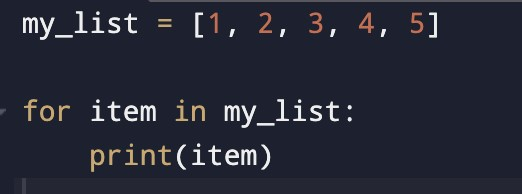 my_list = [1, 2, 3, 4, 5]
for item in my_list:
    print(item)